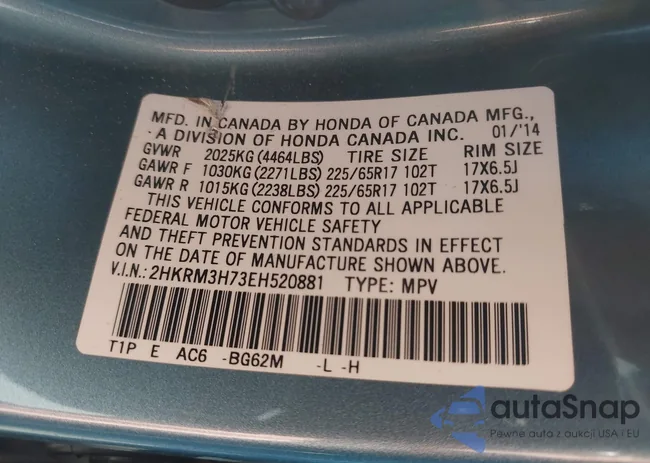 MFD. IN CANADA BY HONDA OF CANADA MFG.,
A DIVISION OF HONDA CANADA INC. 01/'14
GVWR 2025KG (4464LBS) TIRE SIZE RIM SIZE
GAWR F 1030KG (2271LBS) 225/65R17 102T 17X6.5J
GAWR R 1015KG (2238LBS) 225/65R17 102T 17X6.5J
THIS VEHICLE CONFORMS TO ALL APPLICABLE
FEDERAL MOTOR VEHICLE SAFETY
AND THEFT PREVENTION STANDARDS IN EFFECT
ON THE DATE OF MANUFACTURE SHOWN ABOVE.
V.I.N.: 2HKRM3H73EH520881 TYPE: MPV
T1P E AC6 -BG62M -L -H
autaSnap
Pewne auta z aukcji USA i EU